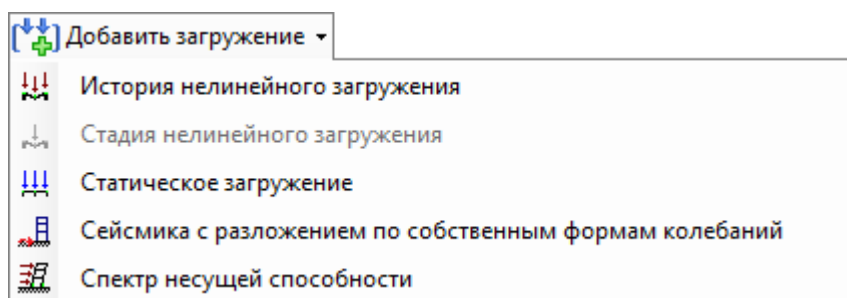 Добавить загружение
История нелинейного загружения
Стадия нелинейного загружения
Статическое загружение
Сейсмика с разложением по собственным формам колебаний
Спектр несущей способности